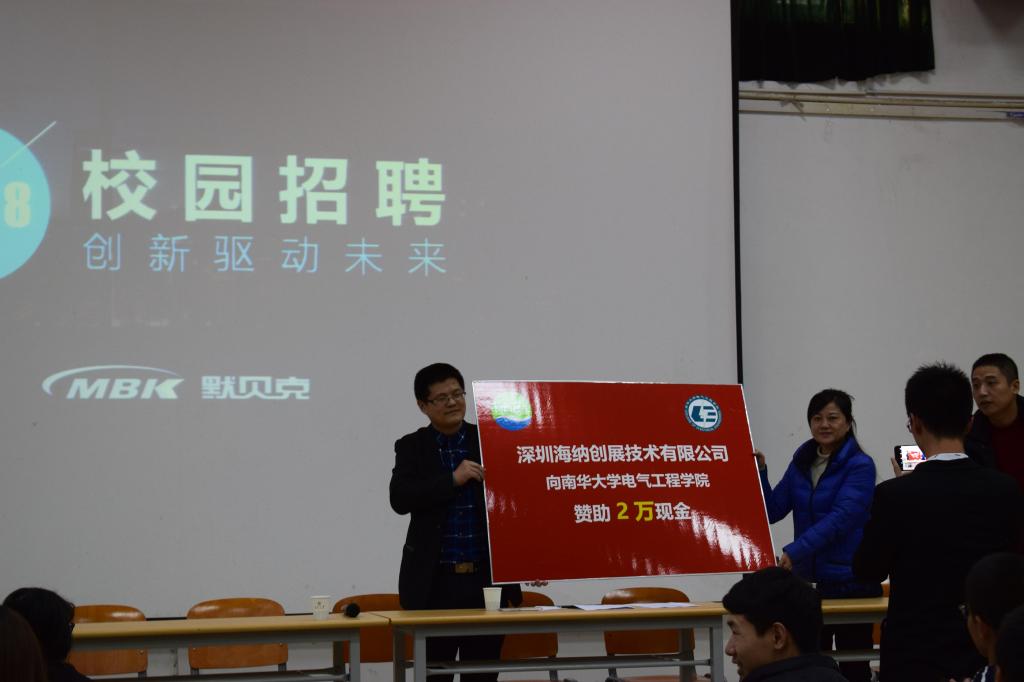 8
校园招聘
创新驱动未来
MBK 默贝克
深圳海纳创展技术有限公司
向南华大学电气工程学院
赞助 2 万现金